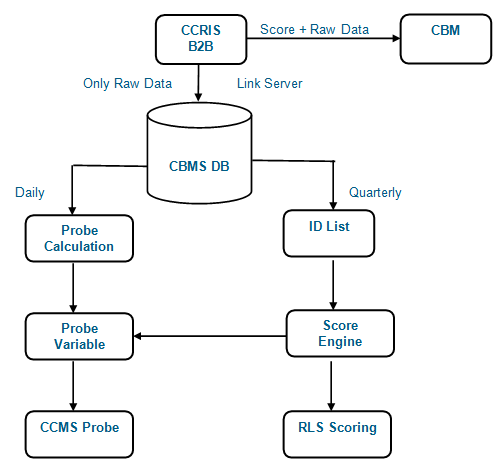 CCRIS
B2B
Score + Raw Data
CBM
Only Raw Data
Link Server
CBMS DB
Daily
Quarterly
Probe
Calculation
ID List
Probe
Variable
Score
Engine
CCMS Probe
RLS Scoring